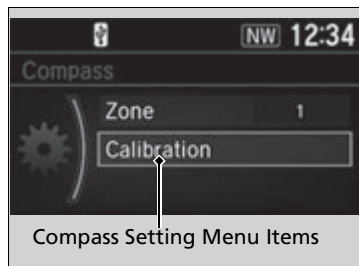 NW 12:34
Compass
Zone 1
Calibration
Compass Setting Menu Items